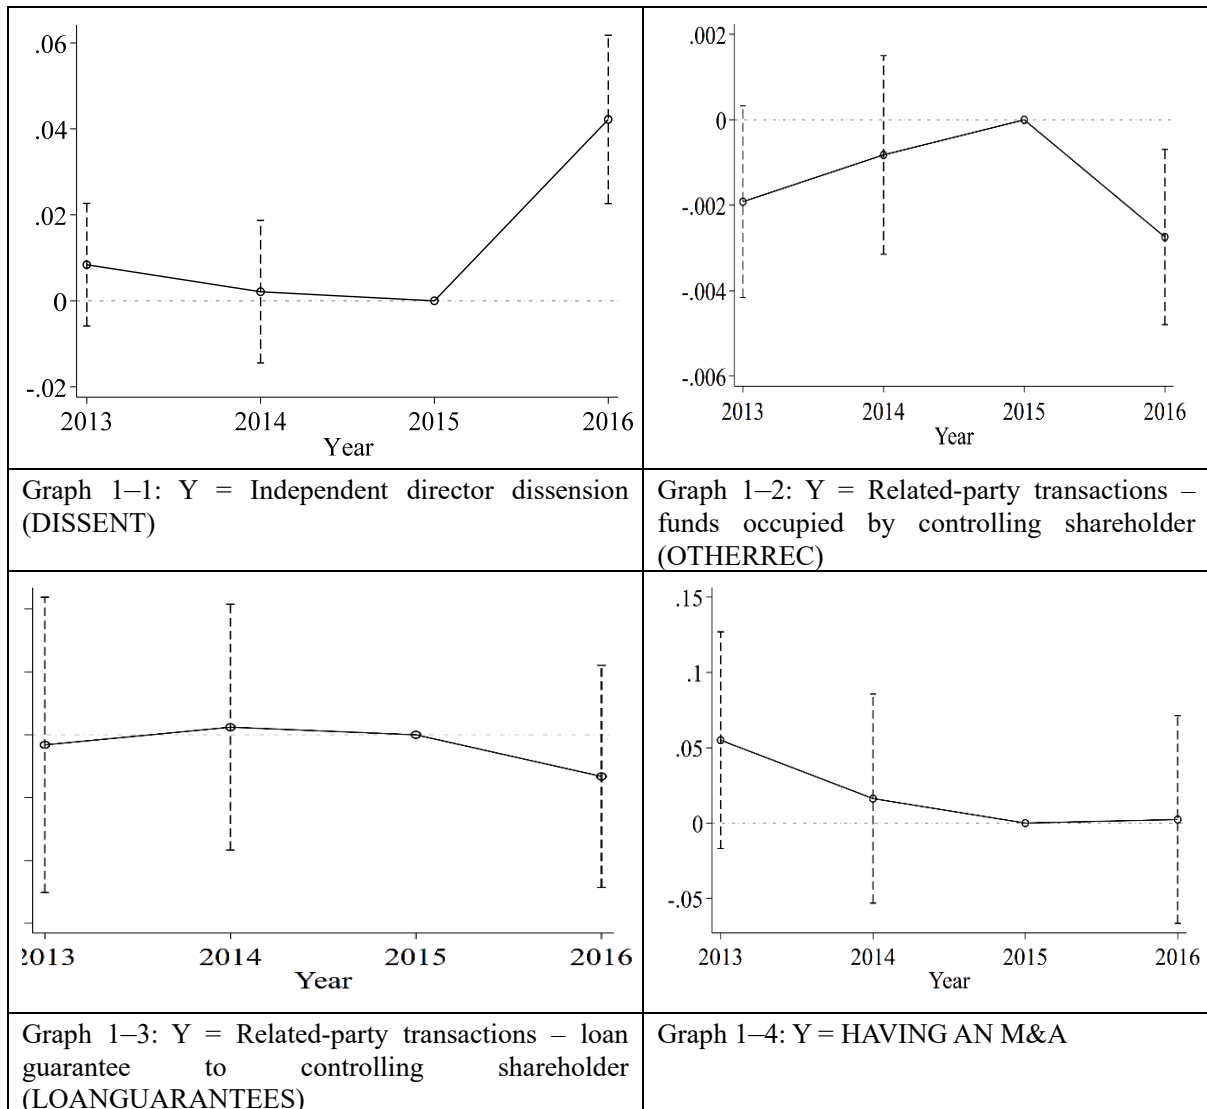 .06
.04
.02
0
-.02
2013 2014 2015 2016
Year
.002
0
-.002
-.004
-.006
2013 2014 2015 2016
Year
Graph 1–1: Y = Independent director dissension
(DISSENT)
Graph 1–2: Y = Related-party transactions –
funds occupied by controlling shareholder
(OTHERREC)
2013 2014 2015 2016
Year
.15
.1
.05
0
-.05
2013 2014 2015 2016
Year
Graph 1–3: Y = Related-party transactions – loan
guarantee to controlling shareholder
(LOANGUARANTEES)
Graph 1–4: Y = HAVING AN M&A